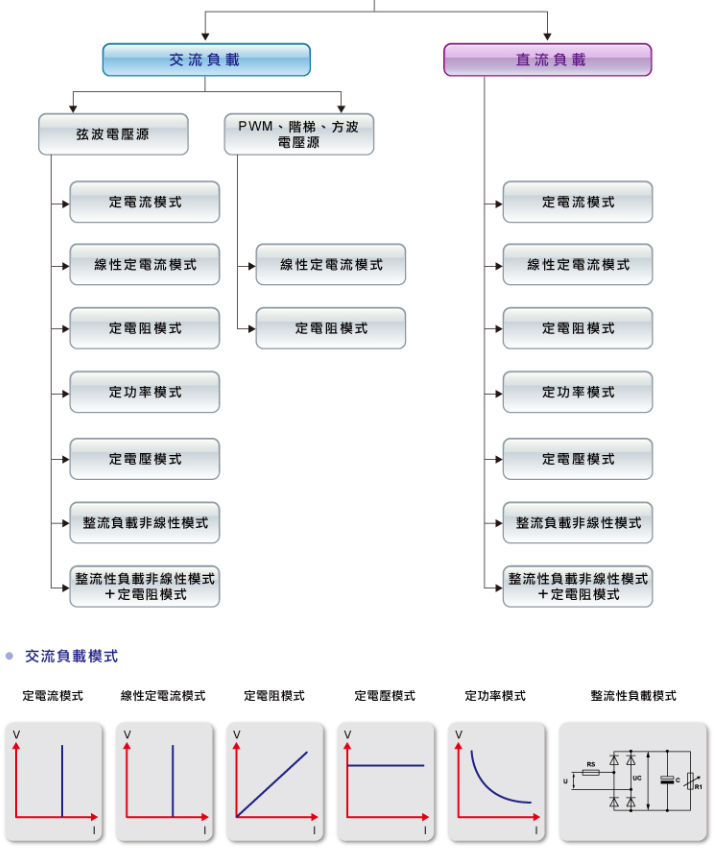 交流負載
直流負載
弦波電壓源
PWM、階梯、方波
電壓源
定電流模式
線性定電流模式
定電阻模式
定功率模式
定電壓模式
整流負載非線性模式
整流性負載非線性模式
＋定電阻模式
線性定電流模式
定電阻模式
定電流模式
線性定電流模式
定電阻模式
定功率模式
定電壓模式
整流負載非線性模式
整流性負載非線性模式
＋定電阻模式
交流負載模式
定電流模式
V
I
線性定電流模式
V
I
定電阻模式
V
I
定電壓模式
V
I
定功率模式
V
I
整流性負載模式
RS
U
UC
C
R1